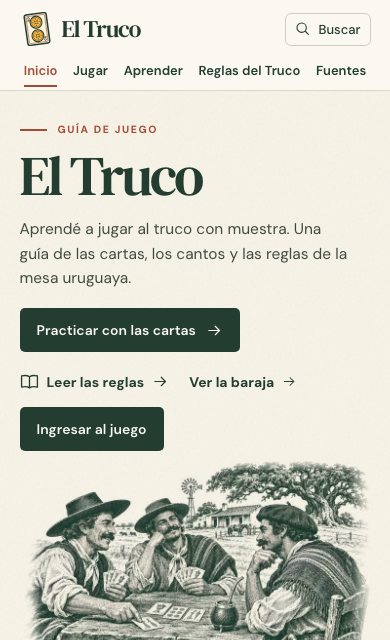 El Truco
Buscar
Inicio Jugar Aprender Reglas del Truco Fuentes
GUÍA DE JUEGO
El Truco
Aprendé a jugar al truco con muestra. Una
guía de las cartas, los cantos y las reglas de la
mesa uruguaya.
Practicar con las cartas
Leer las reglas
Ver la baraja
Ingresar al juego